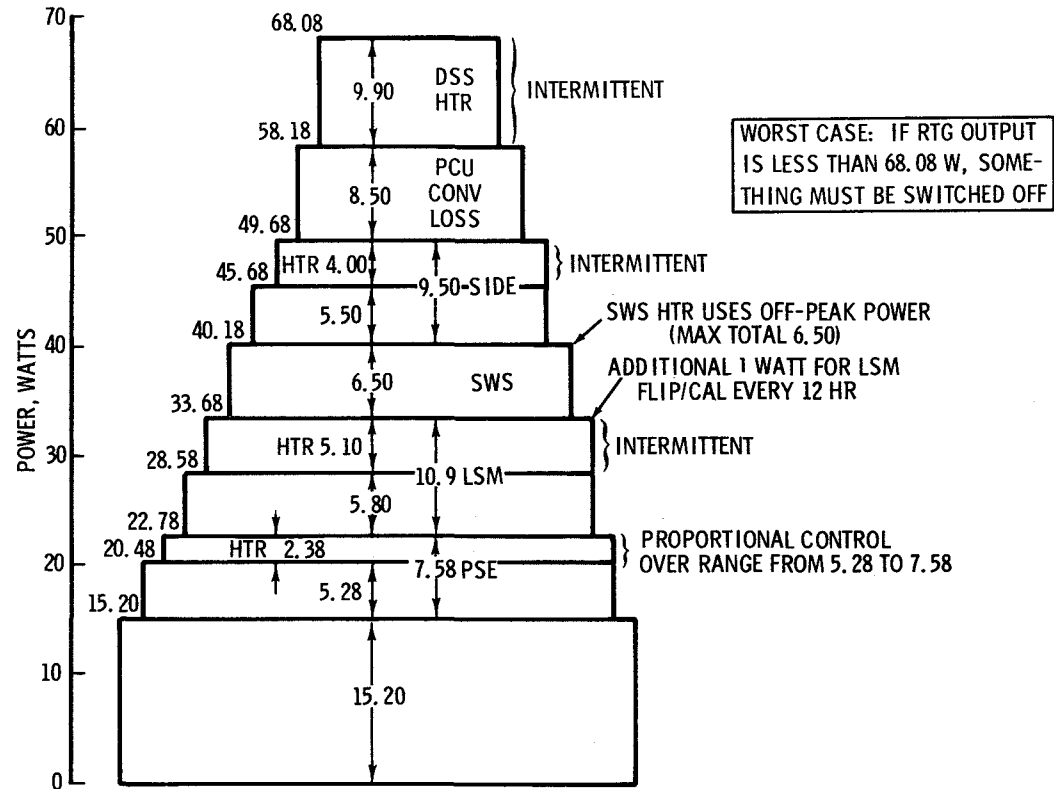 70
68.08
DSS
HTR
9.90
INTERMITTENT
60
58.18
WORST CASE: IF RTG OUTPUT
IS LESS THAN 68.08 W, SOME-
THING MUST BE SWITCHED OFF
PCU
CONV
LOSS
8.50
50
49.68
HTR 4.00
INTERMITTENT
45.68
9.50 SIDE
5.50
40.18
40
SWS HTR USES OFF-PEAK POWER
(MAX TOTAL 6.50)
6.50
SWS
ADDITIONAL 1 WATT FOR LSM
FLIP/CAL EVERY 12 HR
33.68
30
HTR 5.10
INTERMITTENT
28.58
10.9 LSM
5.80
22.78
20.48
20
HTR 2.38
PROPORTIONAL CONTROL
OVER RANGE FROM 5.28 TO 7.58
7.58 PSE
5.28
15.20
10
15.20
0
POWER, WATTS